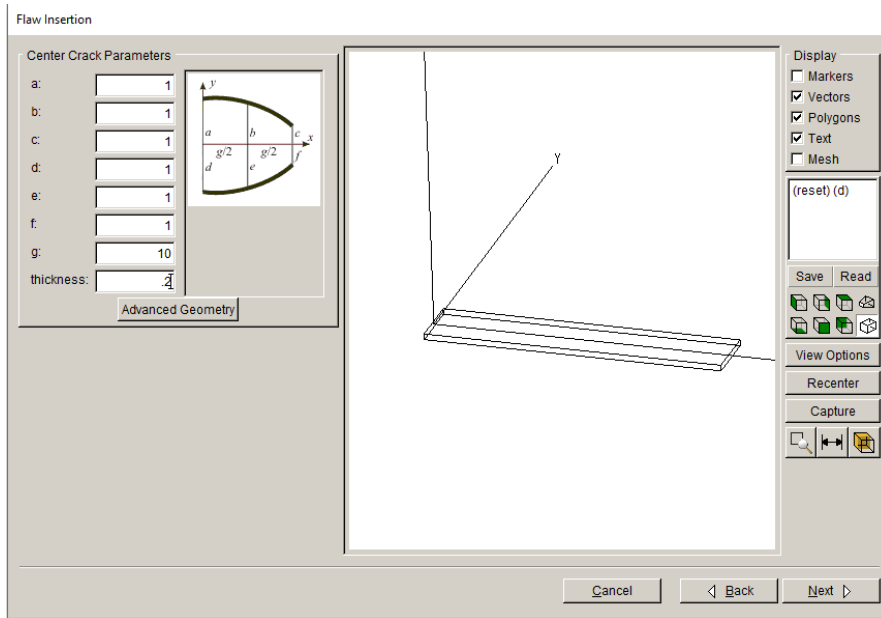 Flaw Insertion
Center Crack Parameters
a: 1
b: 1
c: 1
d: 1
e: 1
f: 1
g: 10
thickness: .2
Advanced Geometry
y
a b c x
g/2 g/2
d e f
Y
Display
Markers
Vectors
Polygons
Text
Mesh
(reset) (d)
Save Read
View Options
Recenter
Capture
Cancel Back Next